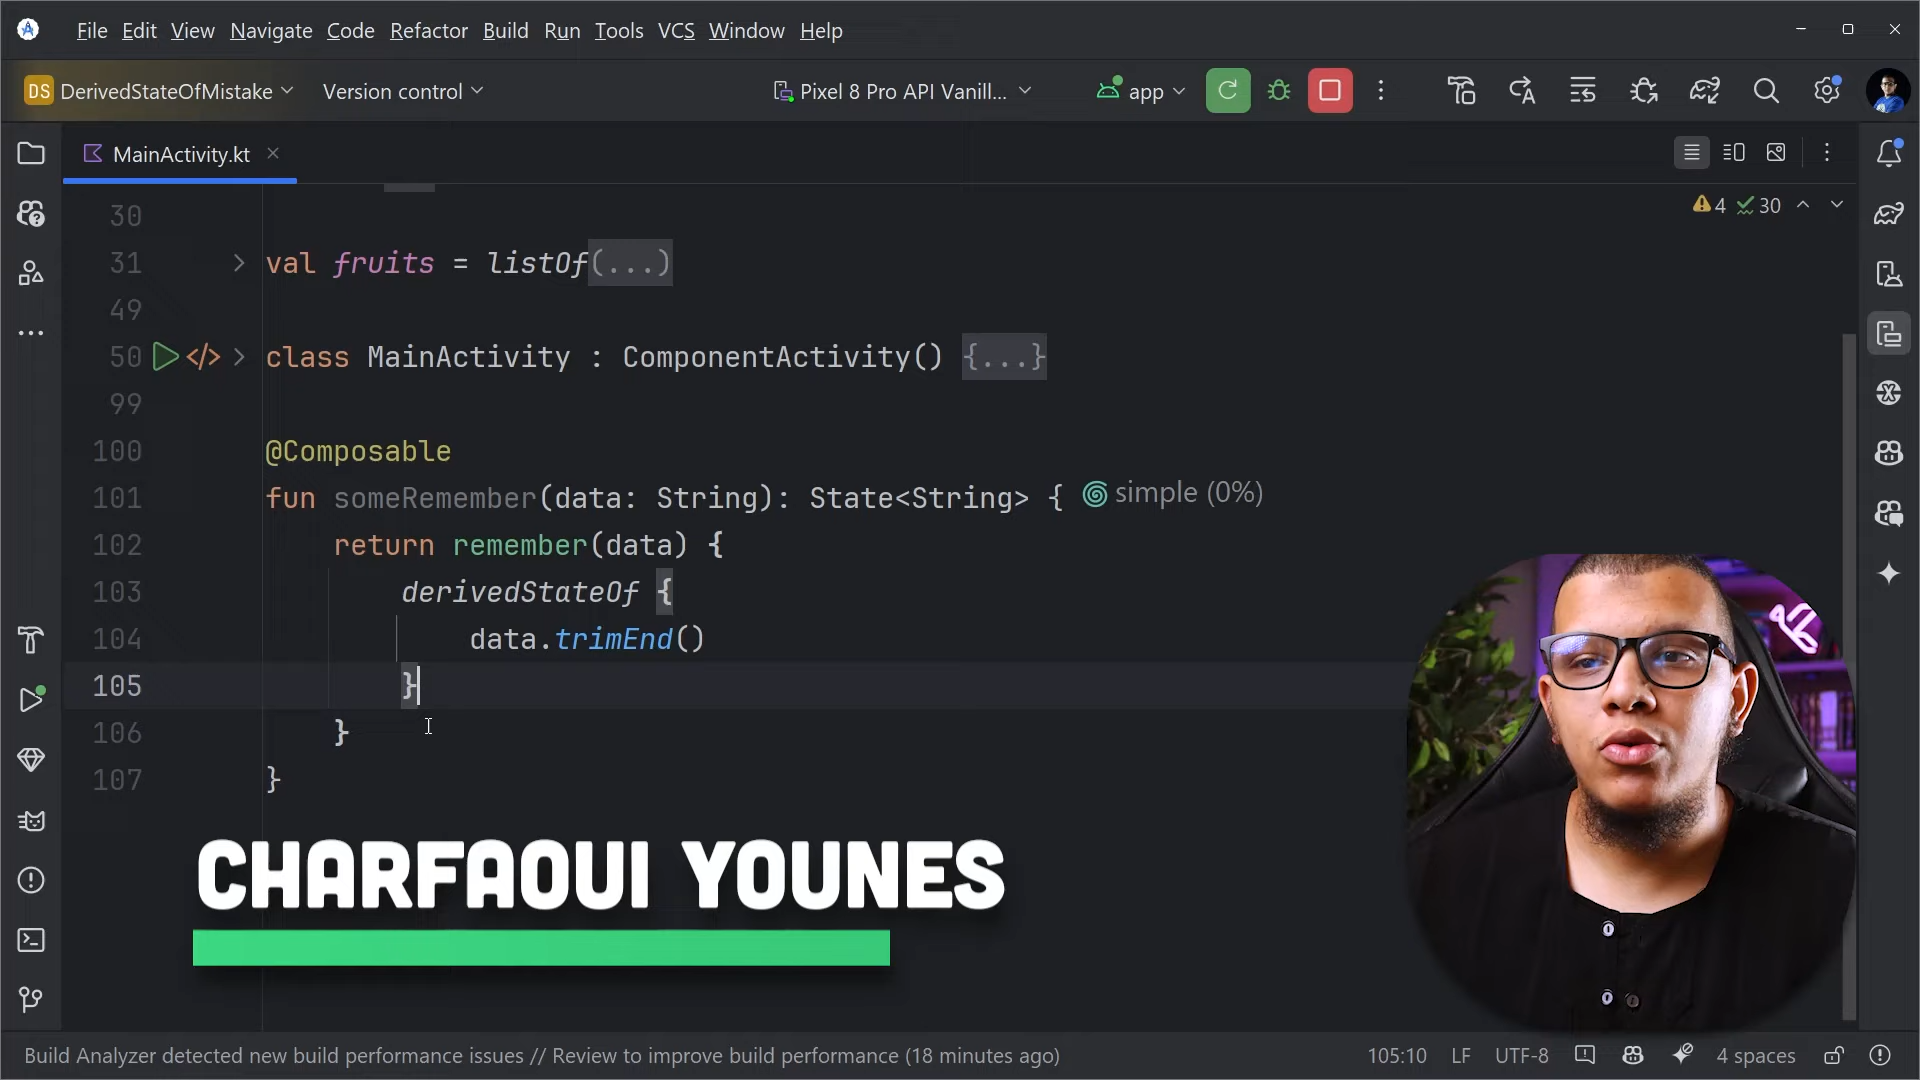 File Edit View Navigate Code Refactor Build Run Tools VCS Window Help
DS DerivedStateOfMistake Version control Pixel 8 Pro API Vanill... app
MainActivity.kt
4 30
30
31 val fruits = listOf(...)
49
50 </> class MainActivity : ComponentActivity() {...}
99
100 @Composable
101 fun someRemember(data: String): State<String> { simple (0%)
102 return remember(data) {
103 derivedStateOf {
104 data.trimEnd()
105 }
106 }
107 }
CHARFAOUI YOUNES
Build Analyzer detected new build performance issues // Review to improve build performance (18 minutes ago) 105:10 LF UTF-8 4 spaces